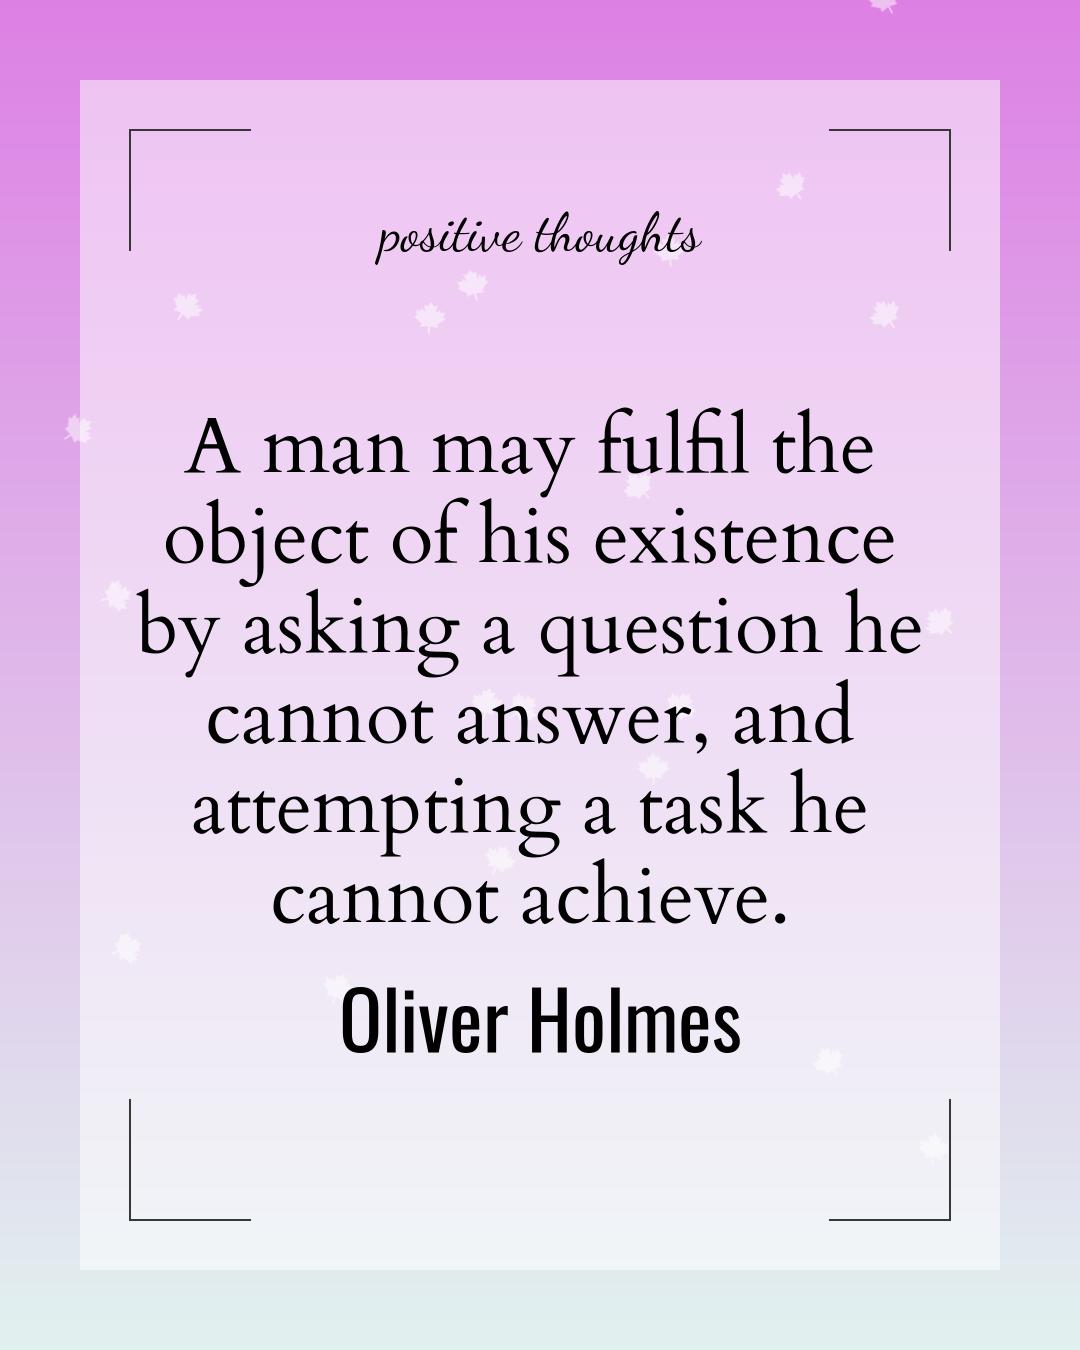 positive thoughts
A man may fulfil the
object of his existence
by asking a question he
cannot answer, and
attempting a task he
cannot achieve.
Oliver Holmes